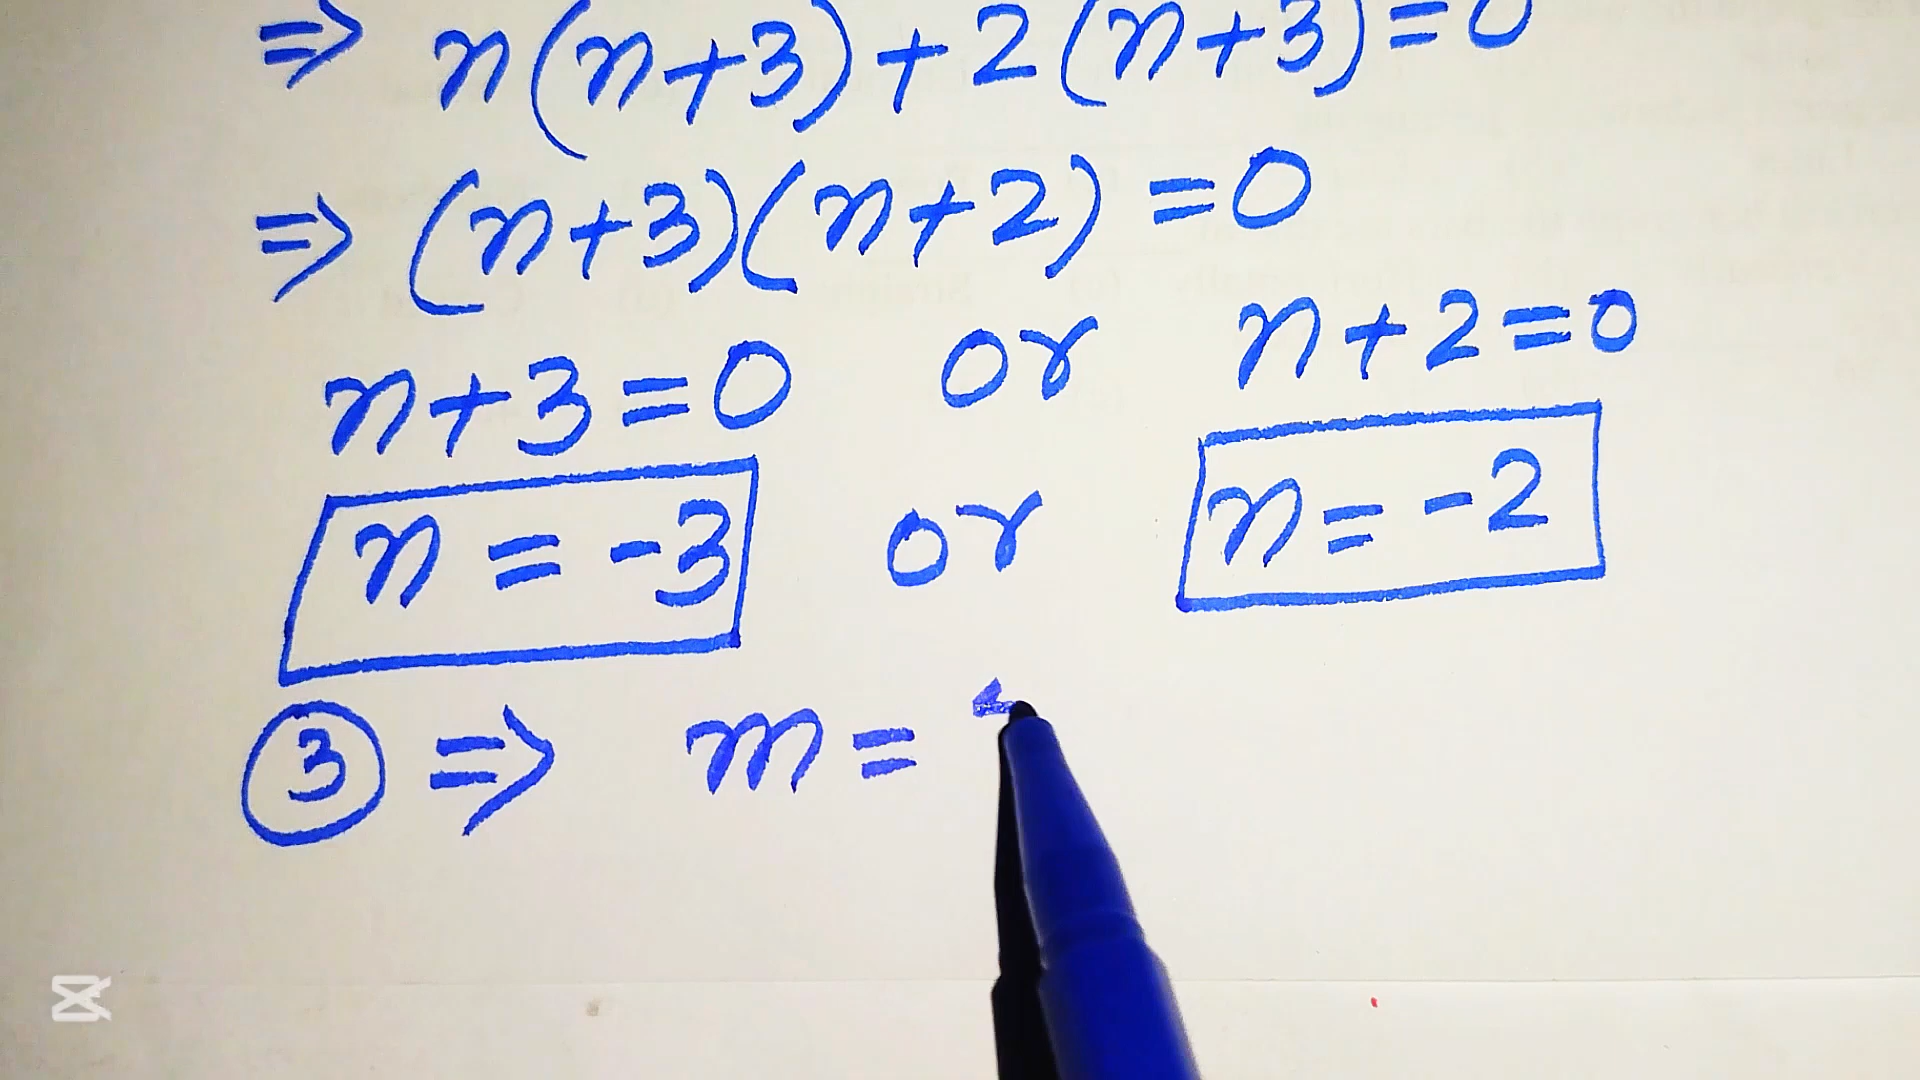 ⇒ n(n+3)+2(n+3)=0
⇒ (n+3)(n+2)=0
n+3=0 or n+2=0
n = -3 or n = -2
③ ⇒ m =